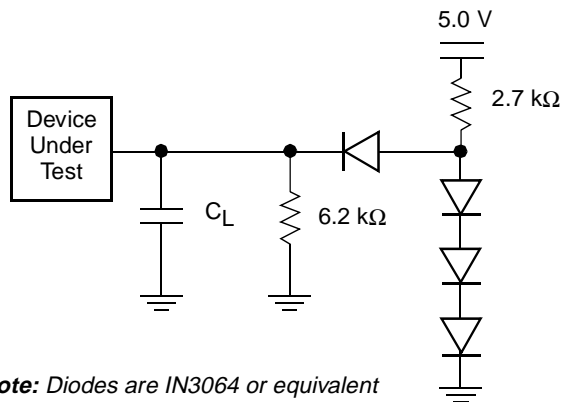 5.0 V
2.7 kΩ
Device
Under
Test
C_L
6.2 kΩ
ote: Diodes are IN3064 or equivalent